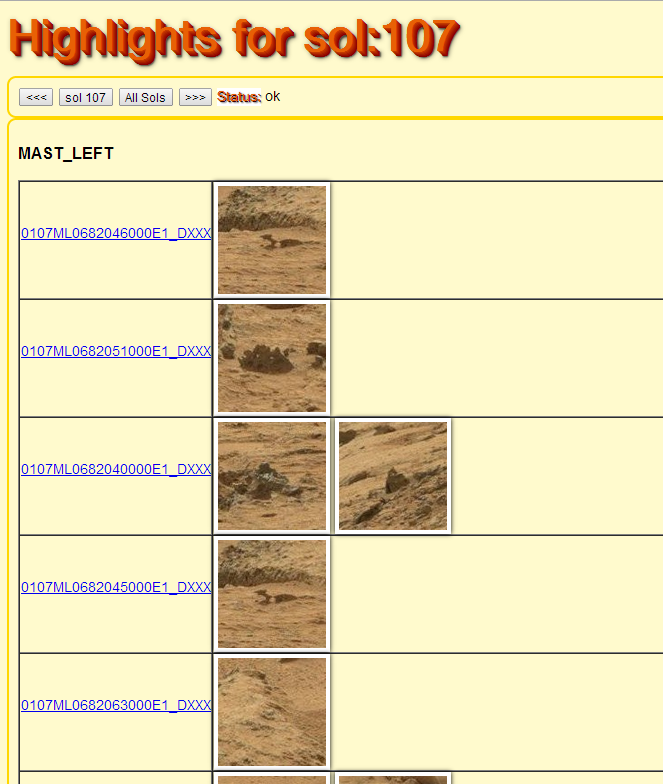 Highlights for sol:107
<<< sol 107 All Sols >>> Status: ok
MAST_LEFT
0107ML0682046000E1_DXXX
0107ML0682051000E1_DXXX
0107ML0682040000E1_DXXX
0107ML0682045000E1_DXXX
0107ML0682063000E1_DXXX